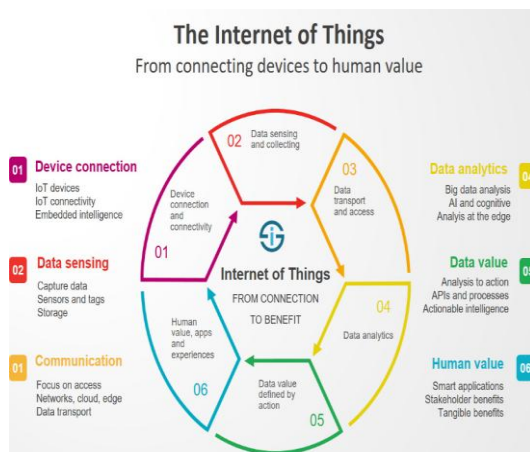 The Internet of Things
From connecting devices to human value
01 Device connection
IoT devices
IoT connectivity
Embedded intelligence
02 Data sensing
Capture data
Sensors and tags
Storage
01 Communication
Focus on access
Networks, cloud, edge
Data transport
01
Device
connection
and
connectivity
02
Data sensing
and collecting
03
Data
transport
and access
04
Data analytics
05
Data value
defined by
action
06
Human
value, apps
and
experiences
Internet of Things
FROM CONNECTION
TO BENEFIT
Data analytics 04
Big data analysis
AI and cognitive
Analyis at the edge
Data value 05
Analysis to action
APIs and processes
Actionable intelligence
Human value 06
Smart applications
Stakeholder benefits
Tangible benefits